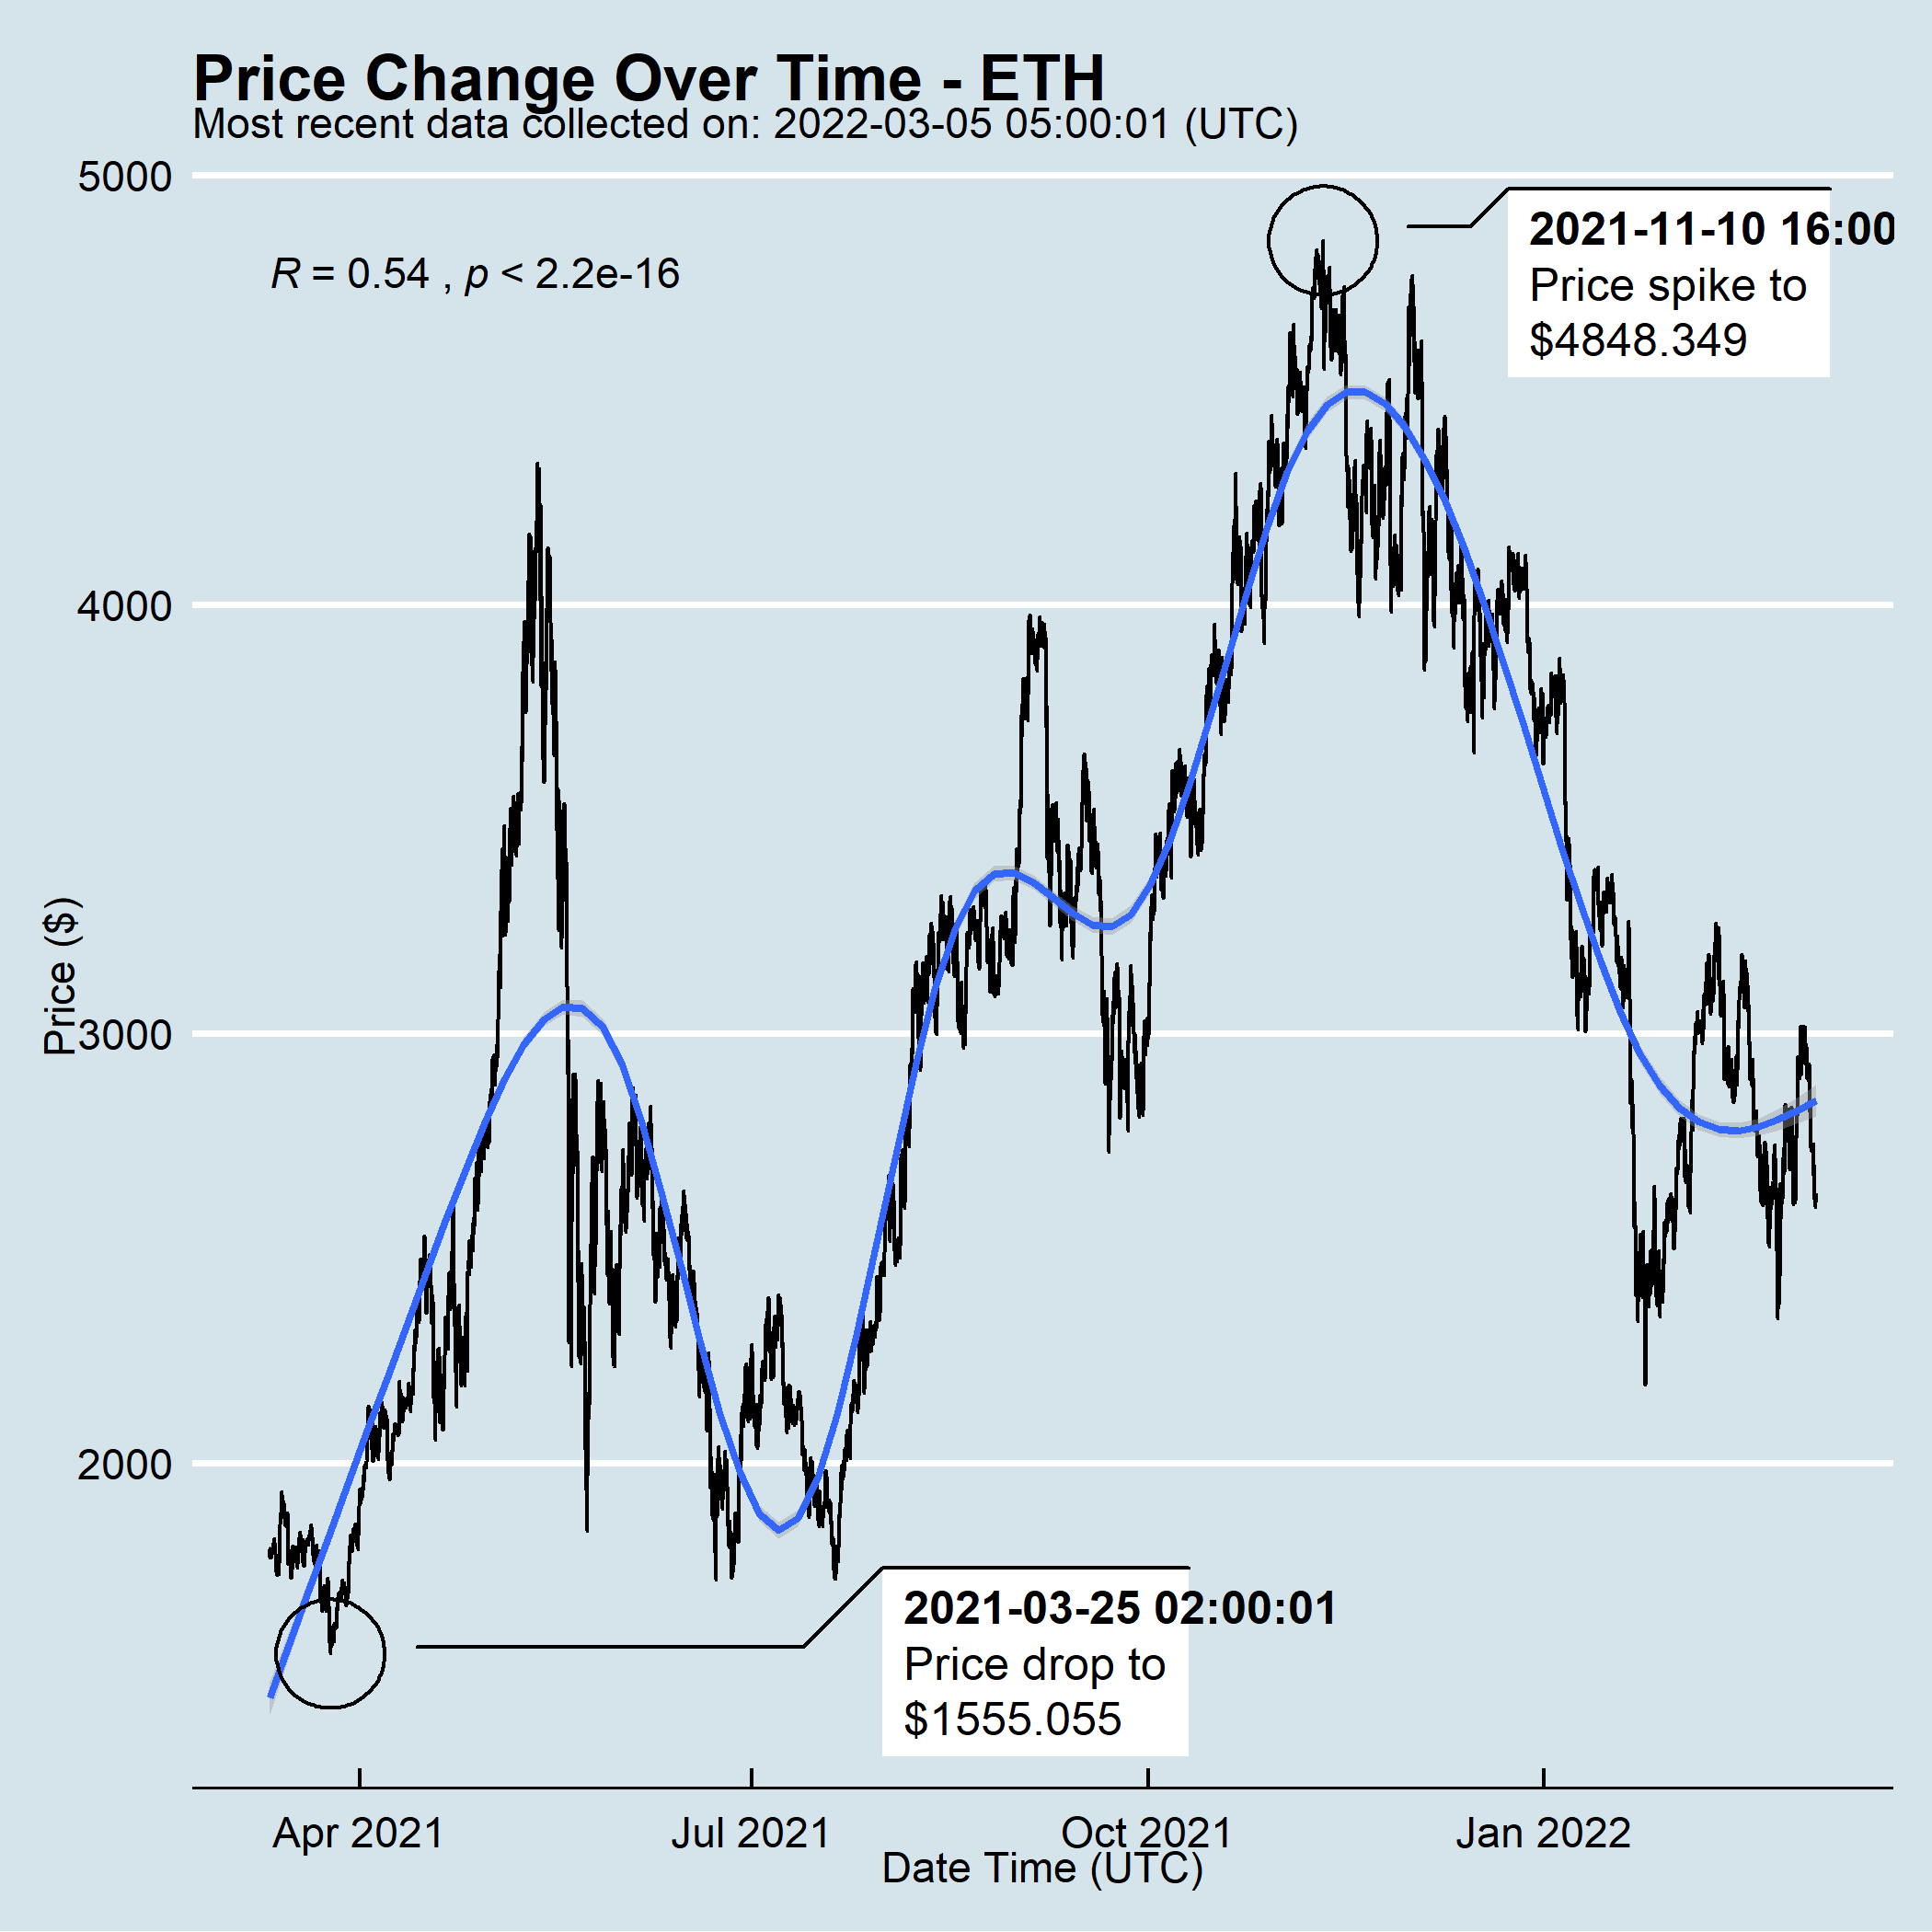 Price Change Over Time - ETH
Most recent data collected on: 2022-03-05 05:00:01 (UTC)
5000
2021-11-10 16:00
Price spike to
$4848.349
R = 0.54 , p < 2.2e-16
4000
Price ($)
3000
2000
2021-03-25 02:00:01
Price drop to
$1555.055
Apr 2021
Jul 2021
Oct 2021
Jan 2022
Date Time (UTC)